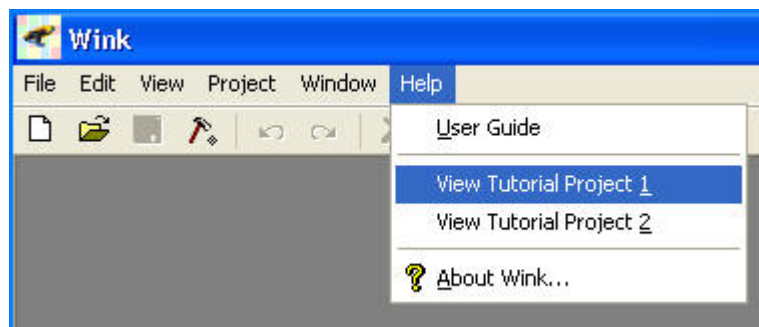 Wink
File Edit View Project Window Help
User Guide
View Tutorial Project 1
View Tutorial Project 2
About Wink...